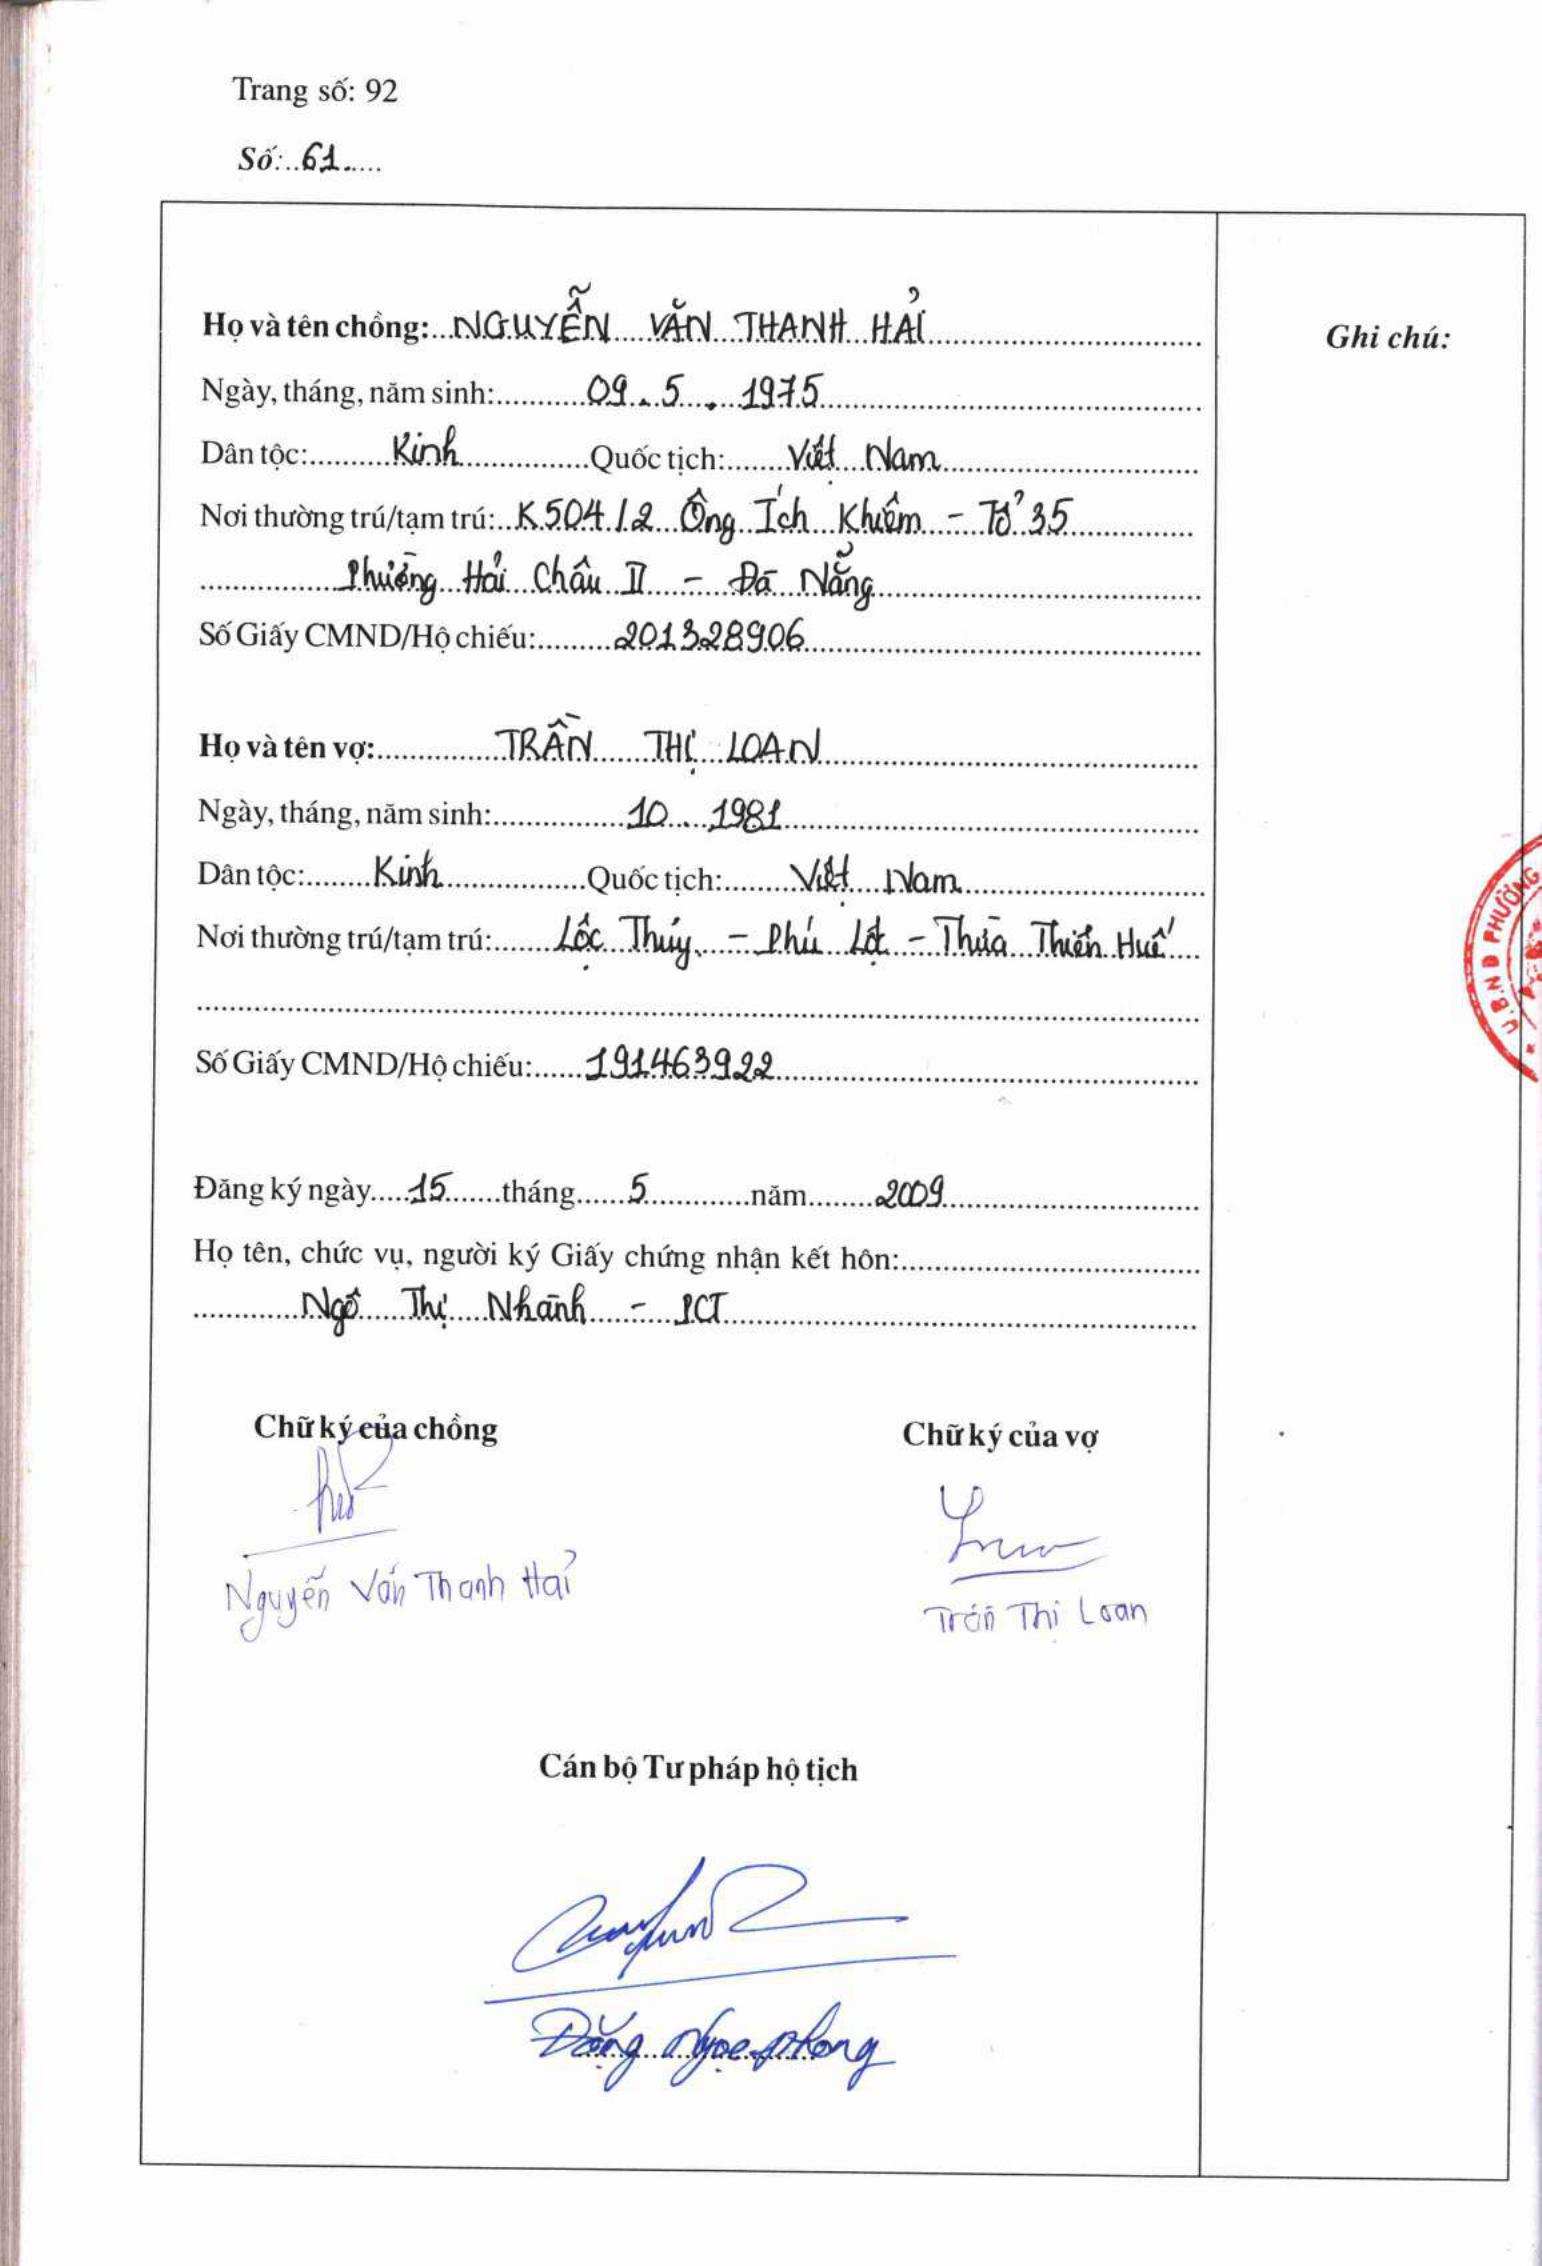 Trang số: 92
Số: 61
Ghi chú:
Họ và tên chồng: NGUYỄN VĂN THANH HẢI
Ngày, tháng, năm sinh: 09 . 5 . 1975
Dân tộc: Kinh Quốc tịch: Việt Nam
Nơi thường trú/tạm trú: K504/2 Ông Ích Khiêm - Tổ 35
Phường Hải Châu II - Đà Nẵng
Số Giấy CMND/Hộ chiếu: 201328906
Họ và tên vợ: TRẦN THỊ LOAN
Ngày, tháng, năm sinh: 10 . 1981
Dân tộc: Kinh Quốc tịch: Việt Nam
Nơi thường trú/tạm trú: Lộc Thủy - Phú Lộc - Thừa Thiên Huế
Số Giấy CMND/Hộ chiếu: 191463922
U.B.N.D PHƯỜNG
Đăng ký ngày 15 tháng 5 năm 2009
Họ tên, chức vụ, người ký Giấy chứng nhận kết hôn:
Ngô Thị Nhành - PCT
Chữ ký của chồng Chữ ký của vợ
Nguyễn Văn Thanh Hải Trần Thị Loan
Cán bộ Tư pháp hộ tịch
Đặng Ngọc Phong